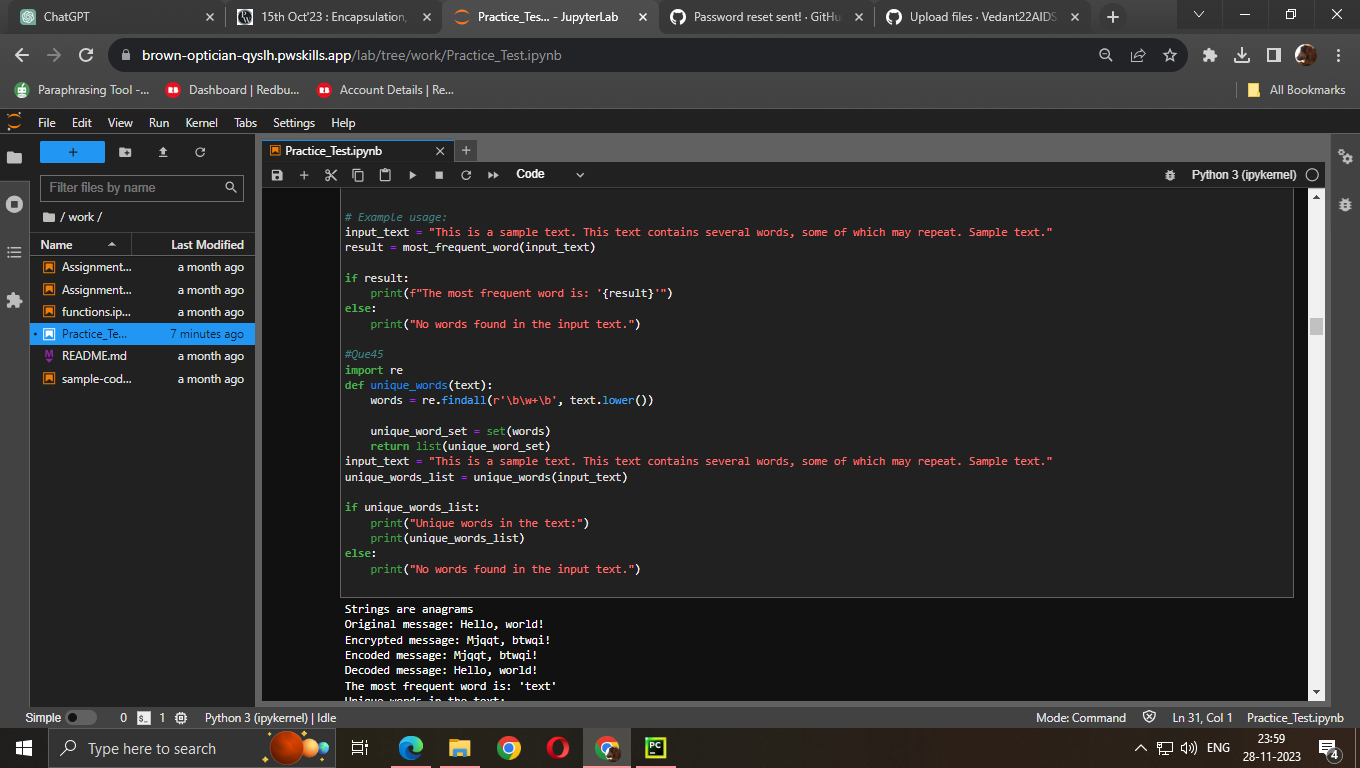 ChatGPT
15th Oct'23 : Encapsulation,
Practice_Tes... - JupyterLab
Password reset sent! · GitHu
Upload files · Vedant22AIDS
brown-optician-qyslh.pwskills.app/lab/tree/work/Practice_Test.ipynb
Paraphrasing Tool -... Dashboard | Redbu... Account Details | Re... All Bookmarks
File Edit View Run Kernel Tabs Settings Help
Practice_Test.ipynb
Code Python 3 (ipykernel)
Filter files by name
/ work /
Name Last Modified
Assignment... a month ago
Assignment... a month ago
functions.ip... a month ago
Practice_Te... 7 minutes ago
README.md a month ago
sample-cod... a month ago
# Example usage:
input_text = "This is a sample text. This text contains several words, some of which may repeat. Sample text."
result = most_frequent_word(input_text)
if result:
    print(f"The most frequent word is: '{result}'")
else:
    print("No words found in the input text.")
#Que45
import re
def unique_words(text):
    words = re.findall(r'\b\w+\b', text.lower())
    unique_word_set = set(words)
    return list(unique_word_set)
input_text = "This is a sample text. This text contains several words, some of which may repeat. Sample text."
unique_words_list = unique_words(input_text)
if unique_words_list:
    print("Unique words in the text:")
    print(unique_words_list)
else:
    print("No words found in the input text.")
Strings are anagrams
Original message: Hello, world!
Encrypted message: Mjqqt, btwqi!
Encoded message: Mjqqt, btwqi!
Decoded message: Hello, world!
The most frequent word is: 'text'
Unique words in the text:
Simple 0 1 Python 3 (ipykernel) | Idle Mode: Command Ln 31, Col 1 Practice_Test.ipynb
Type here to search
PC
ENG
23:59
28-11-2023
4